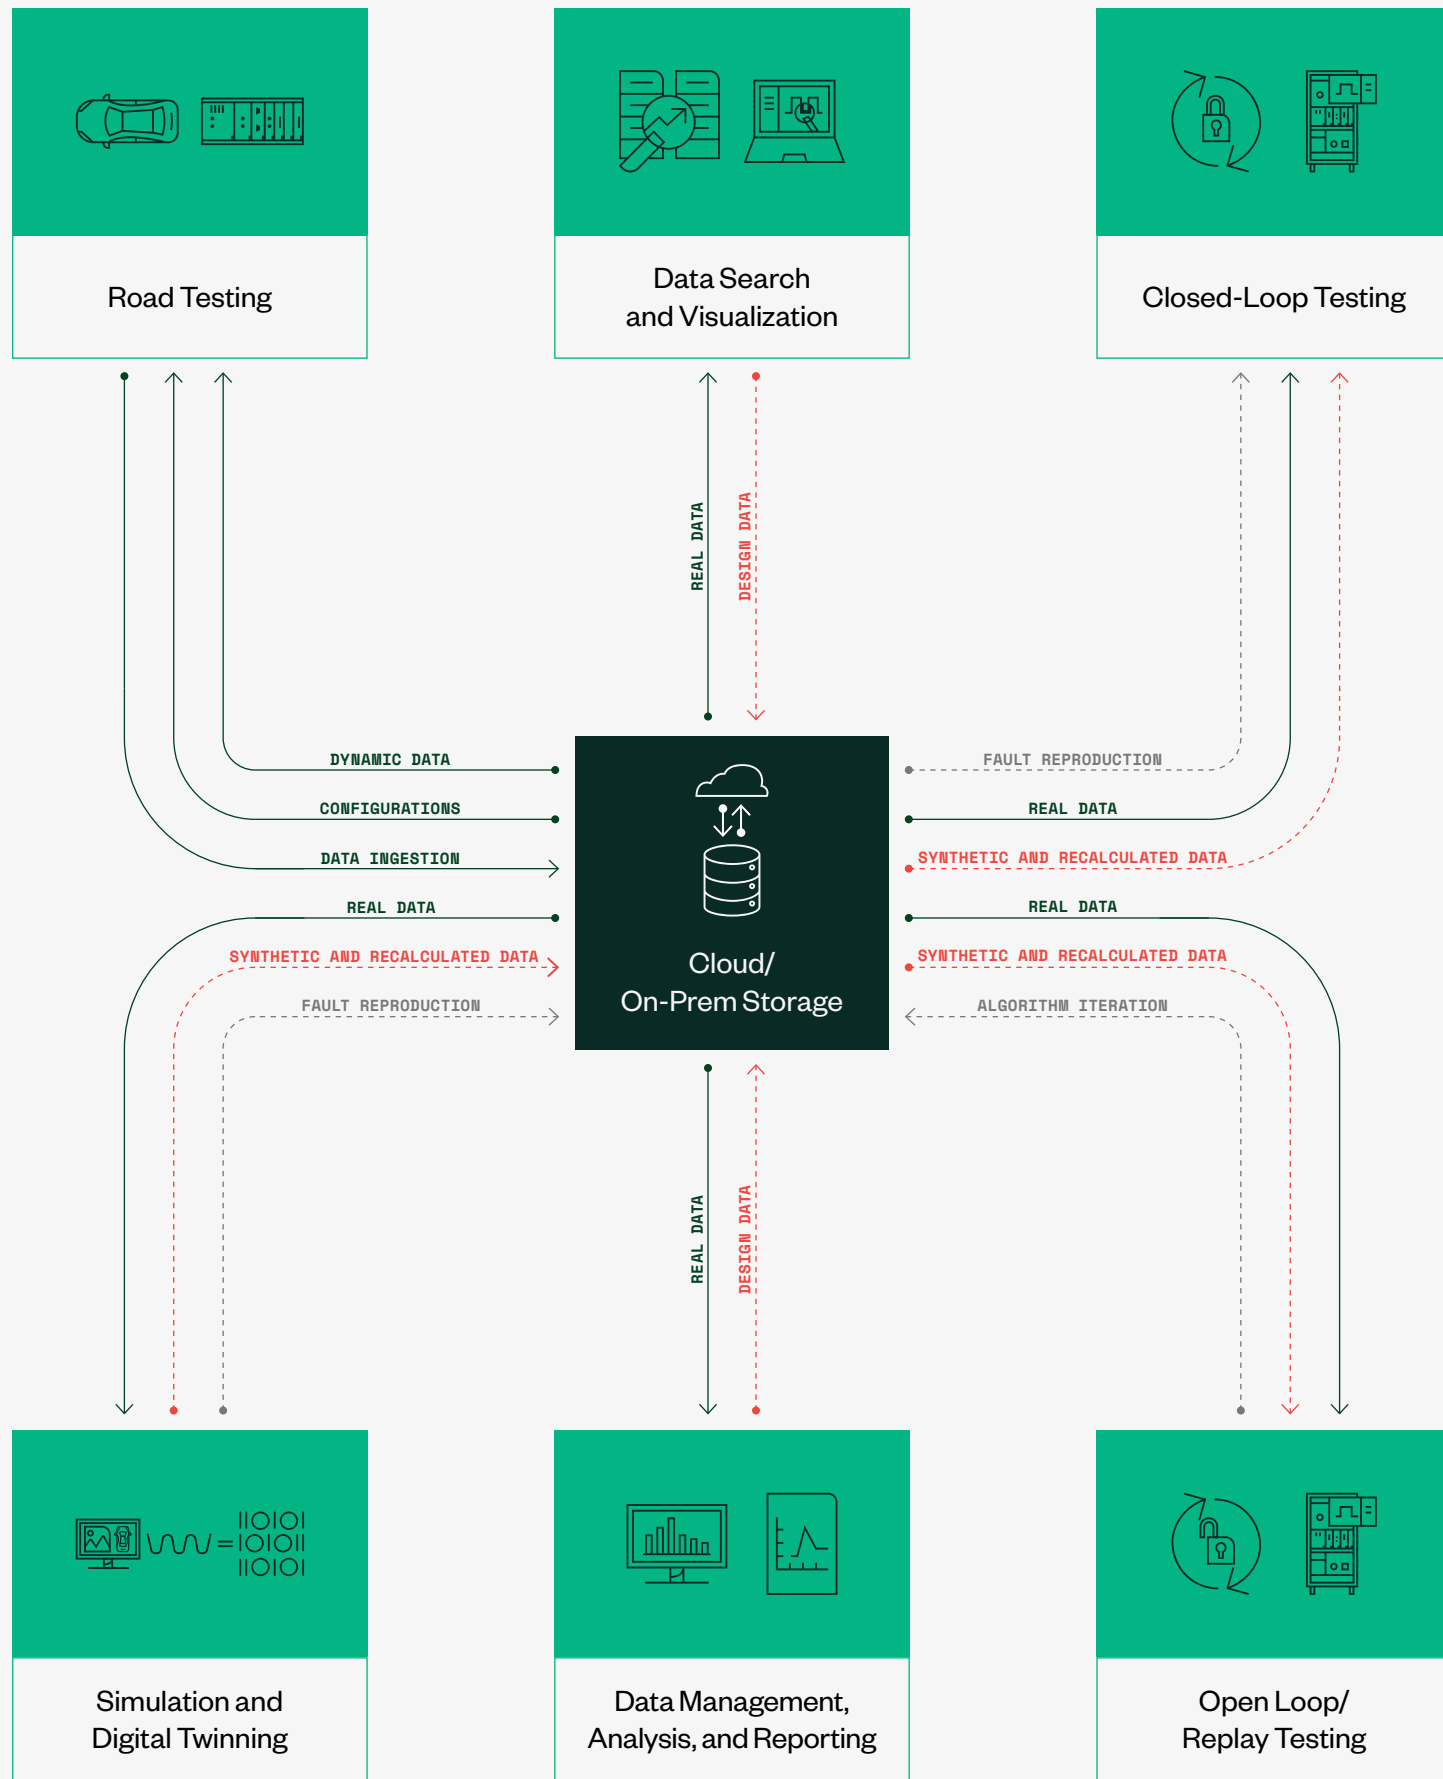 Road Testing
Data Search
and Visualization
Closed-Loop Testing
REAL DATA
DESIGN DATA
DYNAMIC DATA
CONFIGURATIONS
DATA INGESTION
REAL DATA
SYNTHETIC AND RECALCULATED DATA
FAULT REPRODUCTION
FAULT REPRODUCTION
REAL DATA
SYNTHETIC AND RECALCULATED DATA
REAL DATA
SYNTHETIC AND RECALCULATED DATA
ALGORITHM ITERATION
Cloud/
On-Prem Storage
REAL DATA
DESIGN DATA
Simulation and
Digital Twinning
Data Management,
Analysis, and Reporting
Open Loop/
Replay Testing